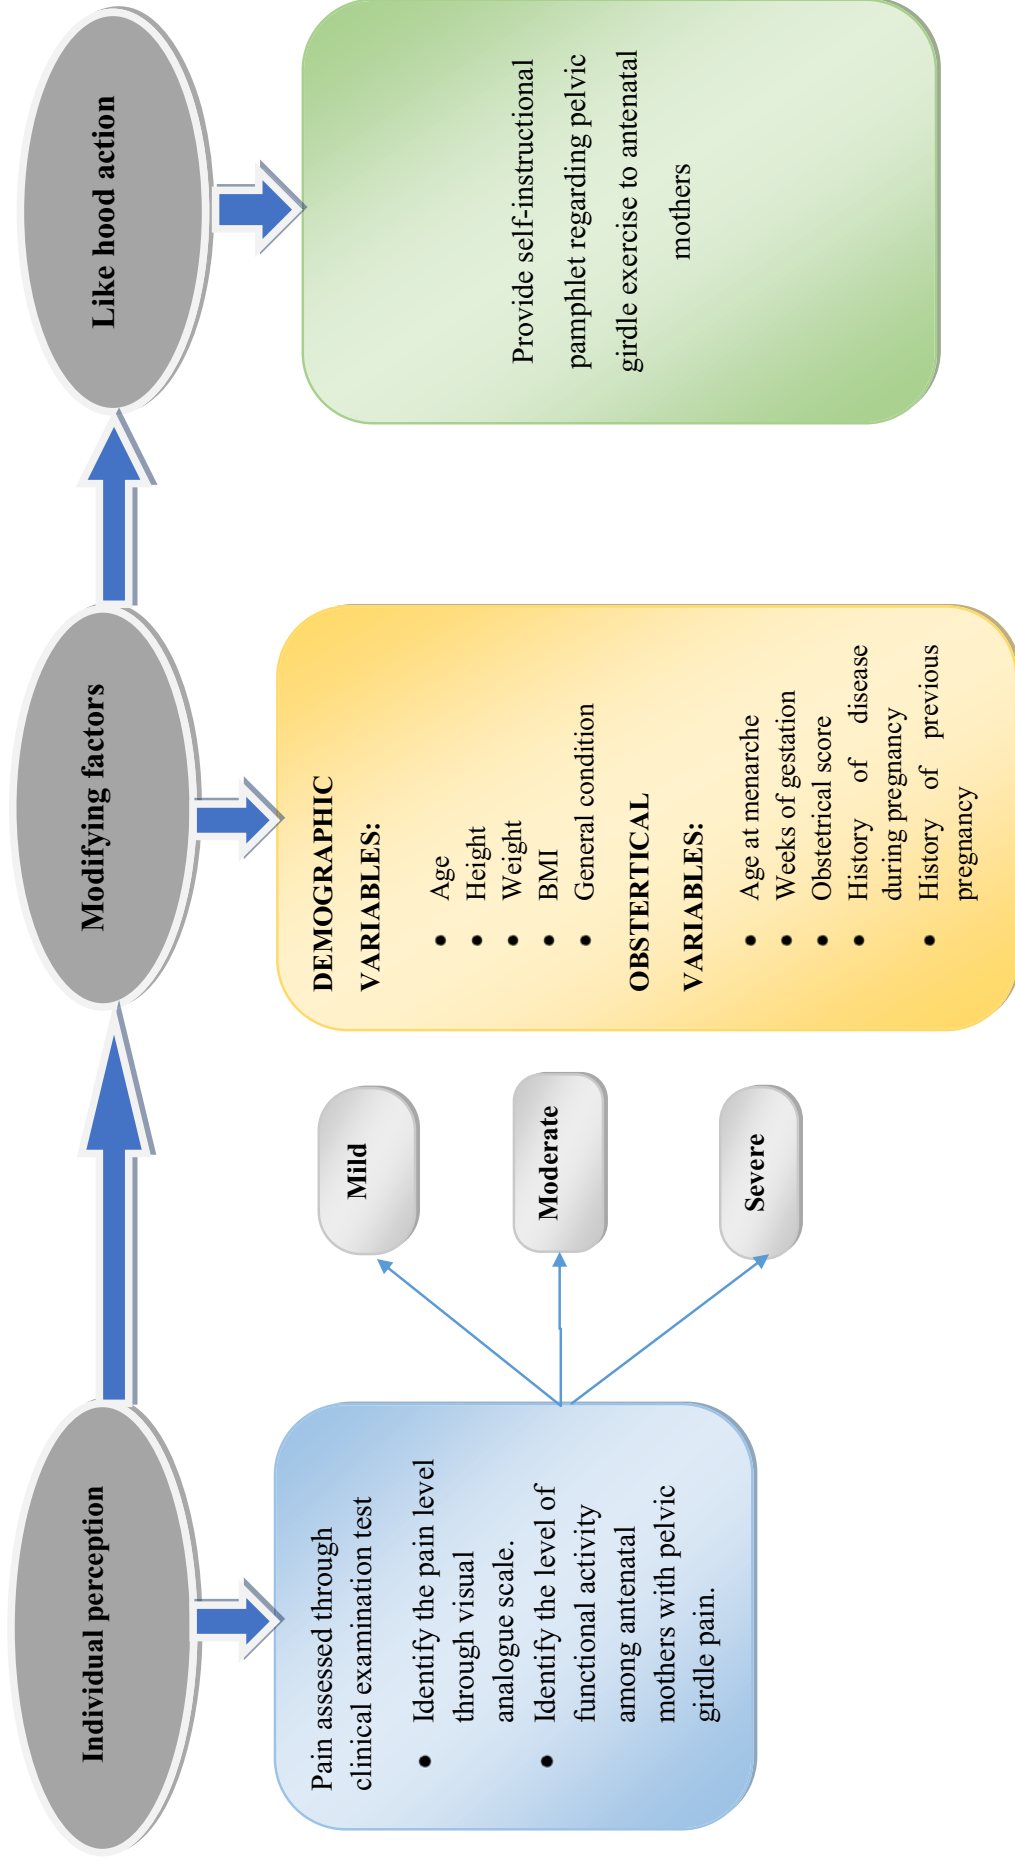 Individual perception
Modifying factors
Like hood action
Pain assessed through
clinical examination test
● Identify the pain level
through visual
analogue scale.
● Identify the level of
functional activity
among antenatal
mothers with pelvic
girdle pain.
Mild
Moderate
Severe
DEMOGRAPHIC
VARIABLES:
● Age
● Height
● Weight
● BMI
● General condition
OBSTERTICAL
VARIABLES:
● Age at menarche
● Weeks of gestation
● Obstetrical score
● History of disease
during pregnancy
● History of previous
pregnancy
Provide self-instructional
pamphlet regarding pelvic
girdle exercise to antenatal
mothers